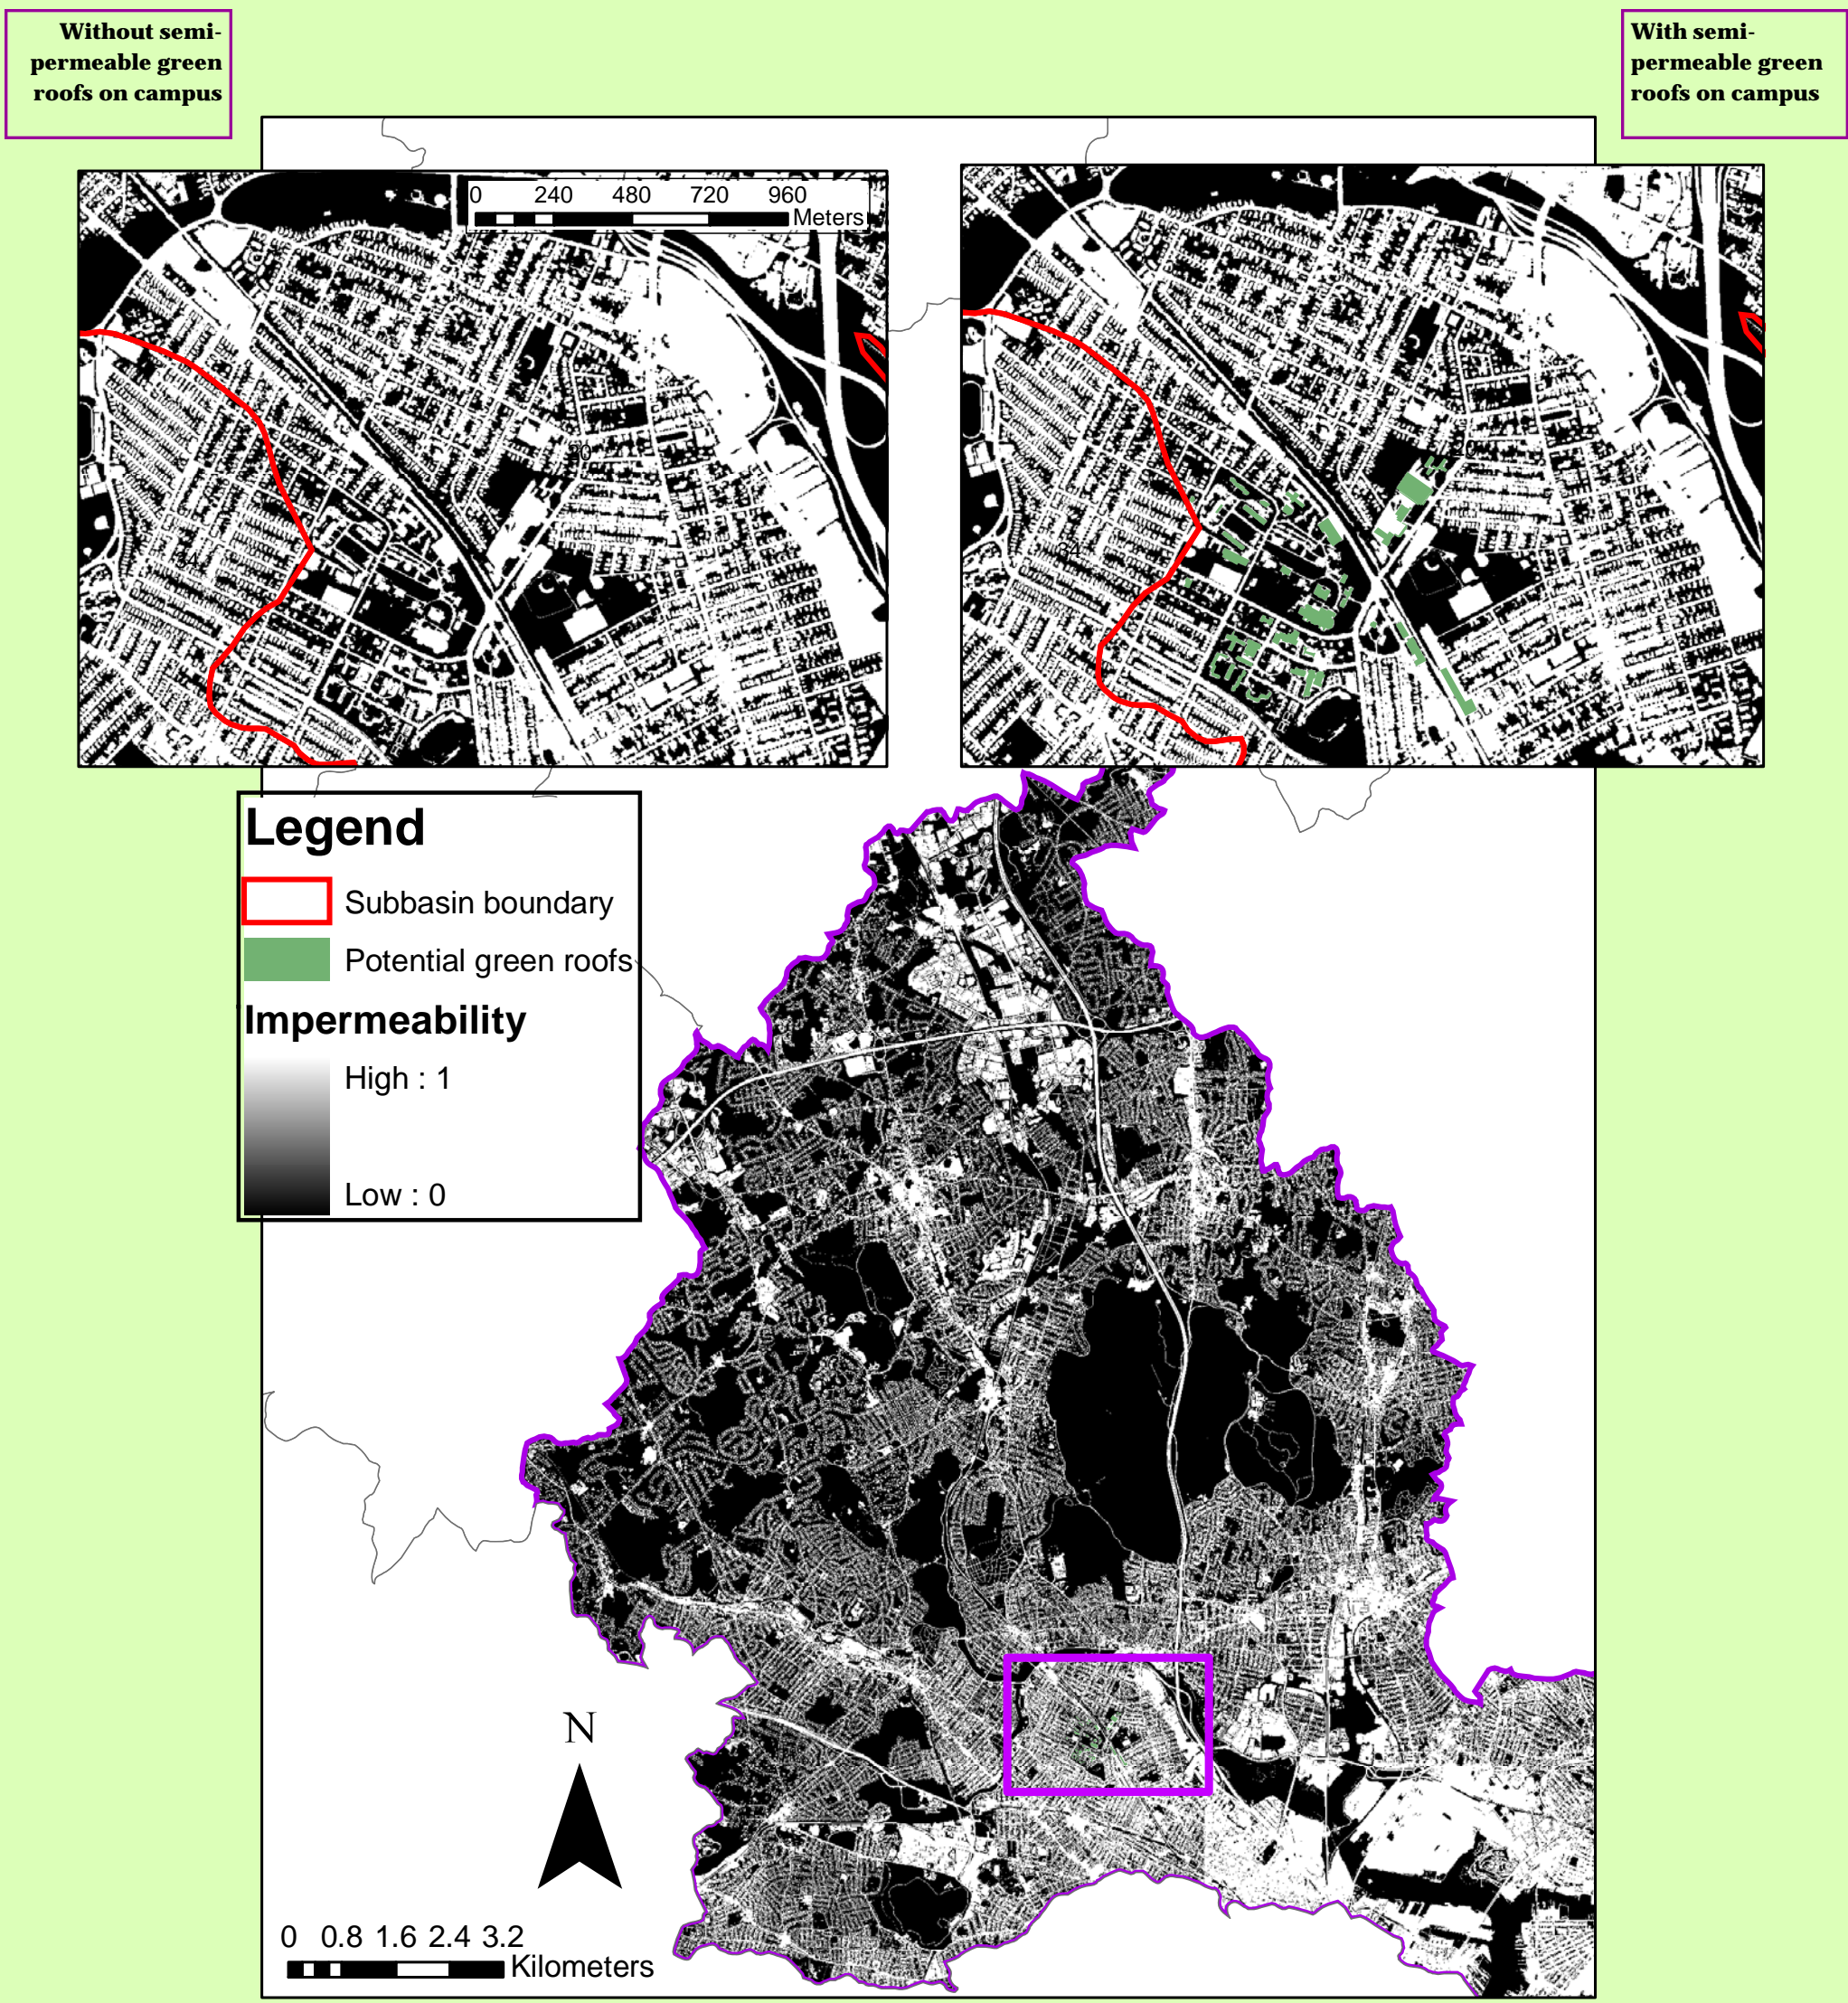 Without semi-
permeable green
roofs on campus
With semi-
permeable green
roofs on campus
0 240 480 720 960
Meters
Legend
Subbasin boundary
Potential green roofs
Impermeability
High : 1
Low : 0
N
0 0.8 1.6 2.4 3.2
Kilometers